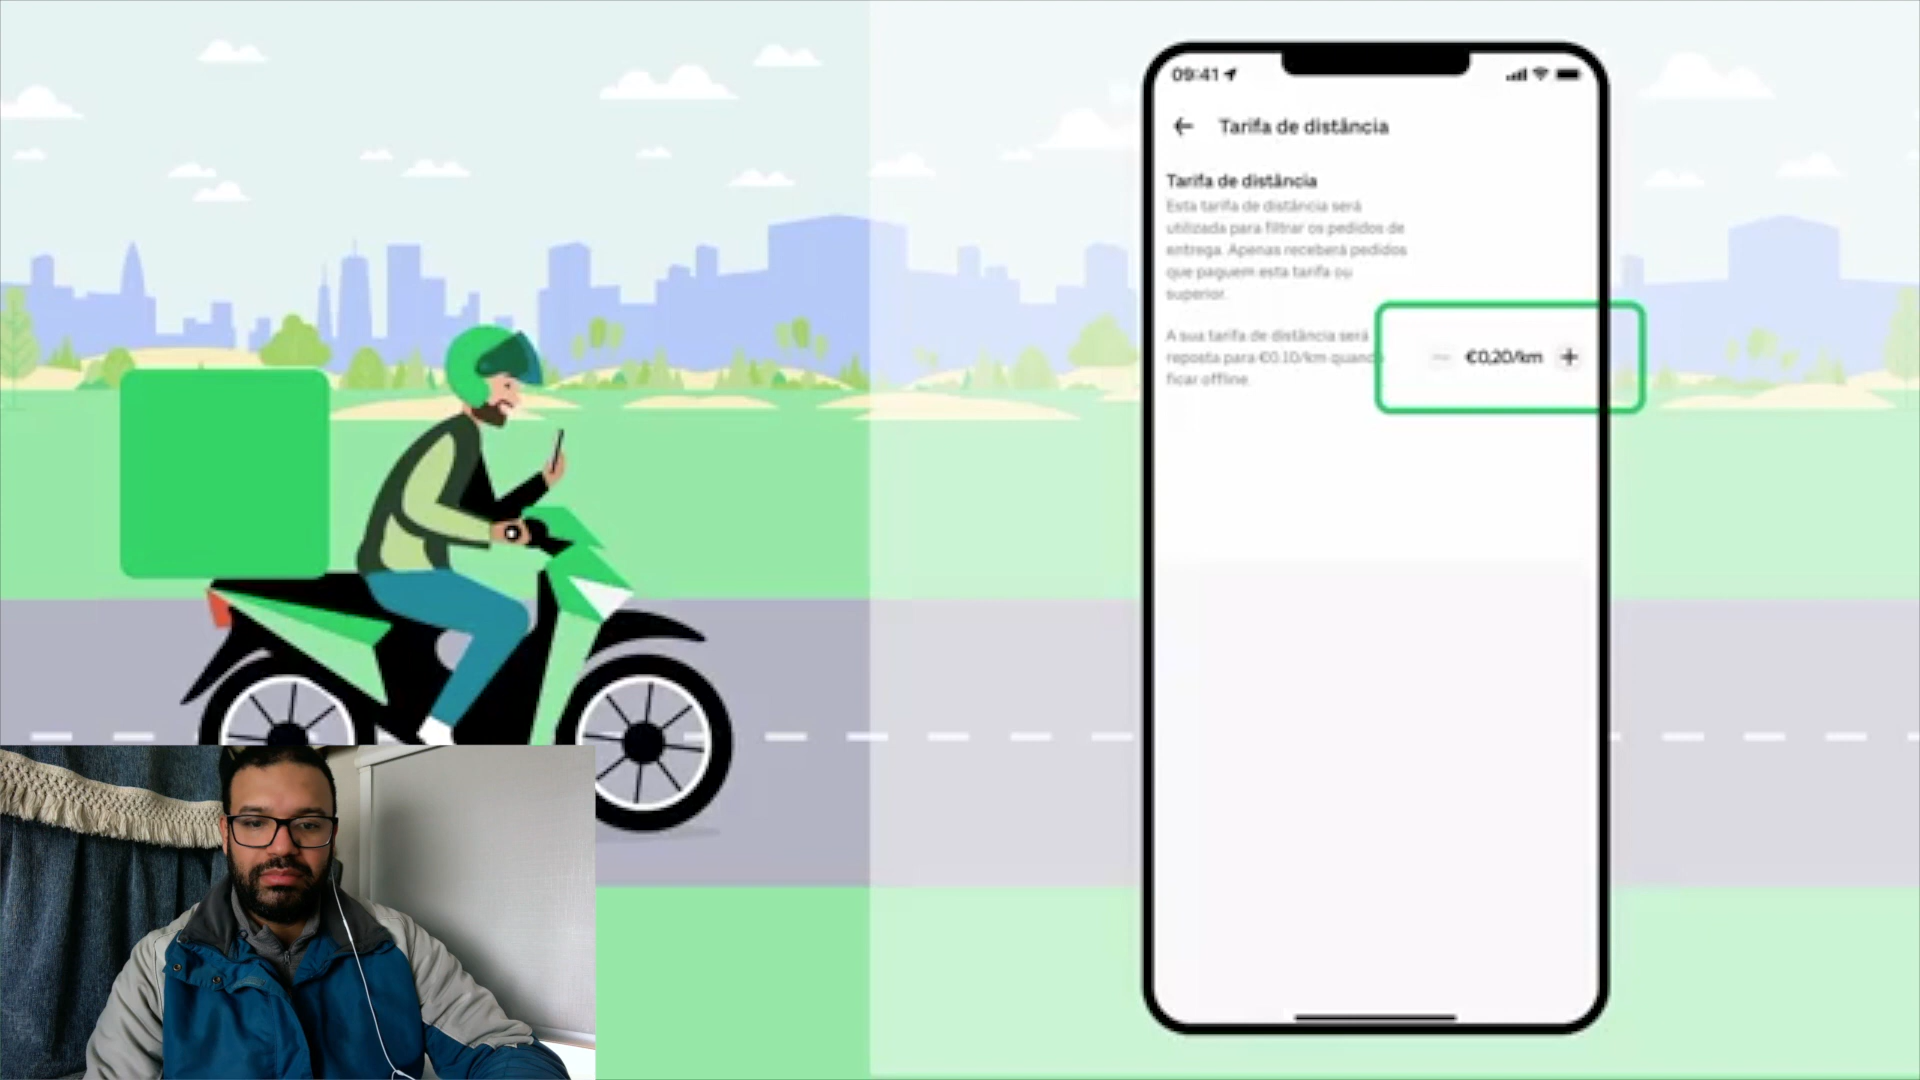 09:41
Tarifa de distância
Tarifa de distância
Esta tarifa de distância será
utilizada para filtrar os pedidos de
entrega. Apenas receberá pedidos
que paguem esta tarifa ou
superior.
A sua tarifa de distância será
reposta para €0.10/km quando
ficar offline.
€0,20/km